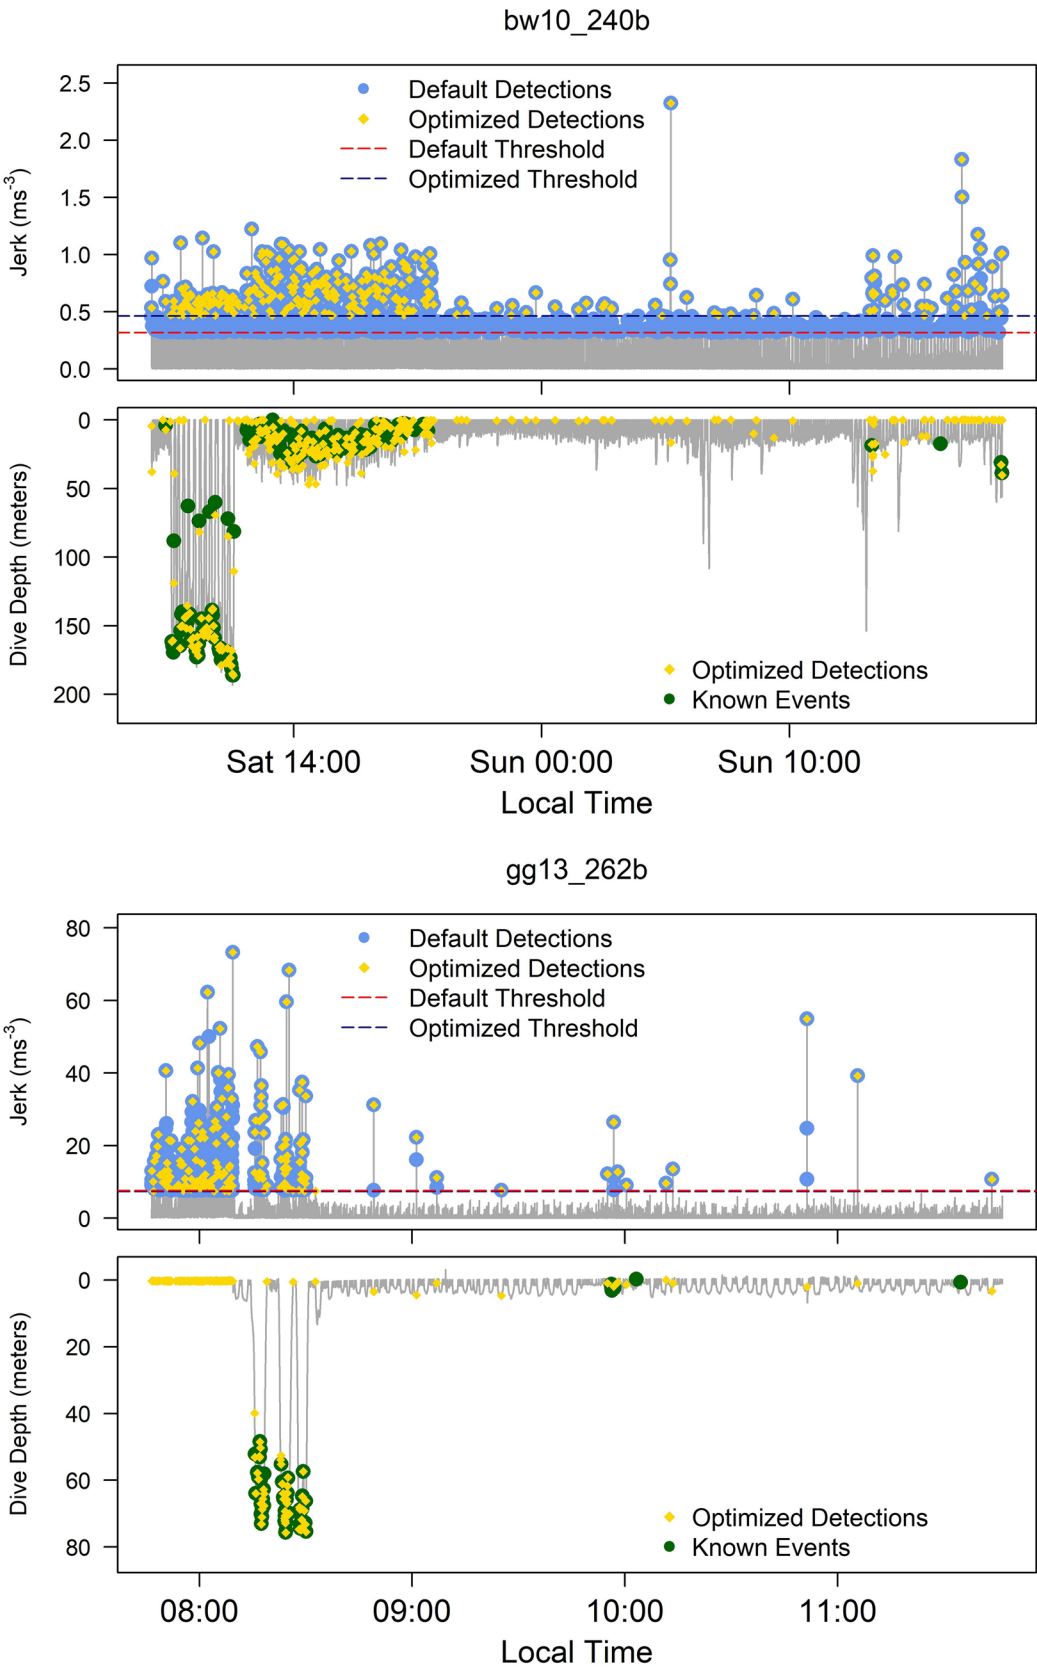 bw10_240b
Jerk (ms-3)
2.5
2.0
1.5
1.0
0.5
0.0
Default Detections
Optimized Detections
Default Threshold
Optimized Threshold
Dive Depth (meters)
0
50
100
150
200
Optimized Detections
Known Events
Sat 14:00 Sun 00:00 Sun 10:00
Local Time
gg13_262b
Jerk (ms-3)
80
60
40
20
0
Default Detections
Optimized Detections
Default Threshold
Optimized Threshold
Dive Depth (meters)
0
20
40
60
80
Optimized Detections
Known Events
08:00 09:00 10:00 11:00
Local Time